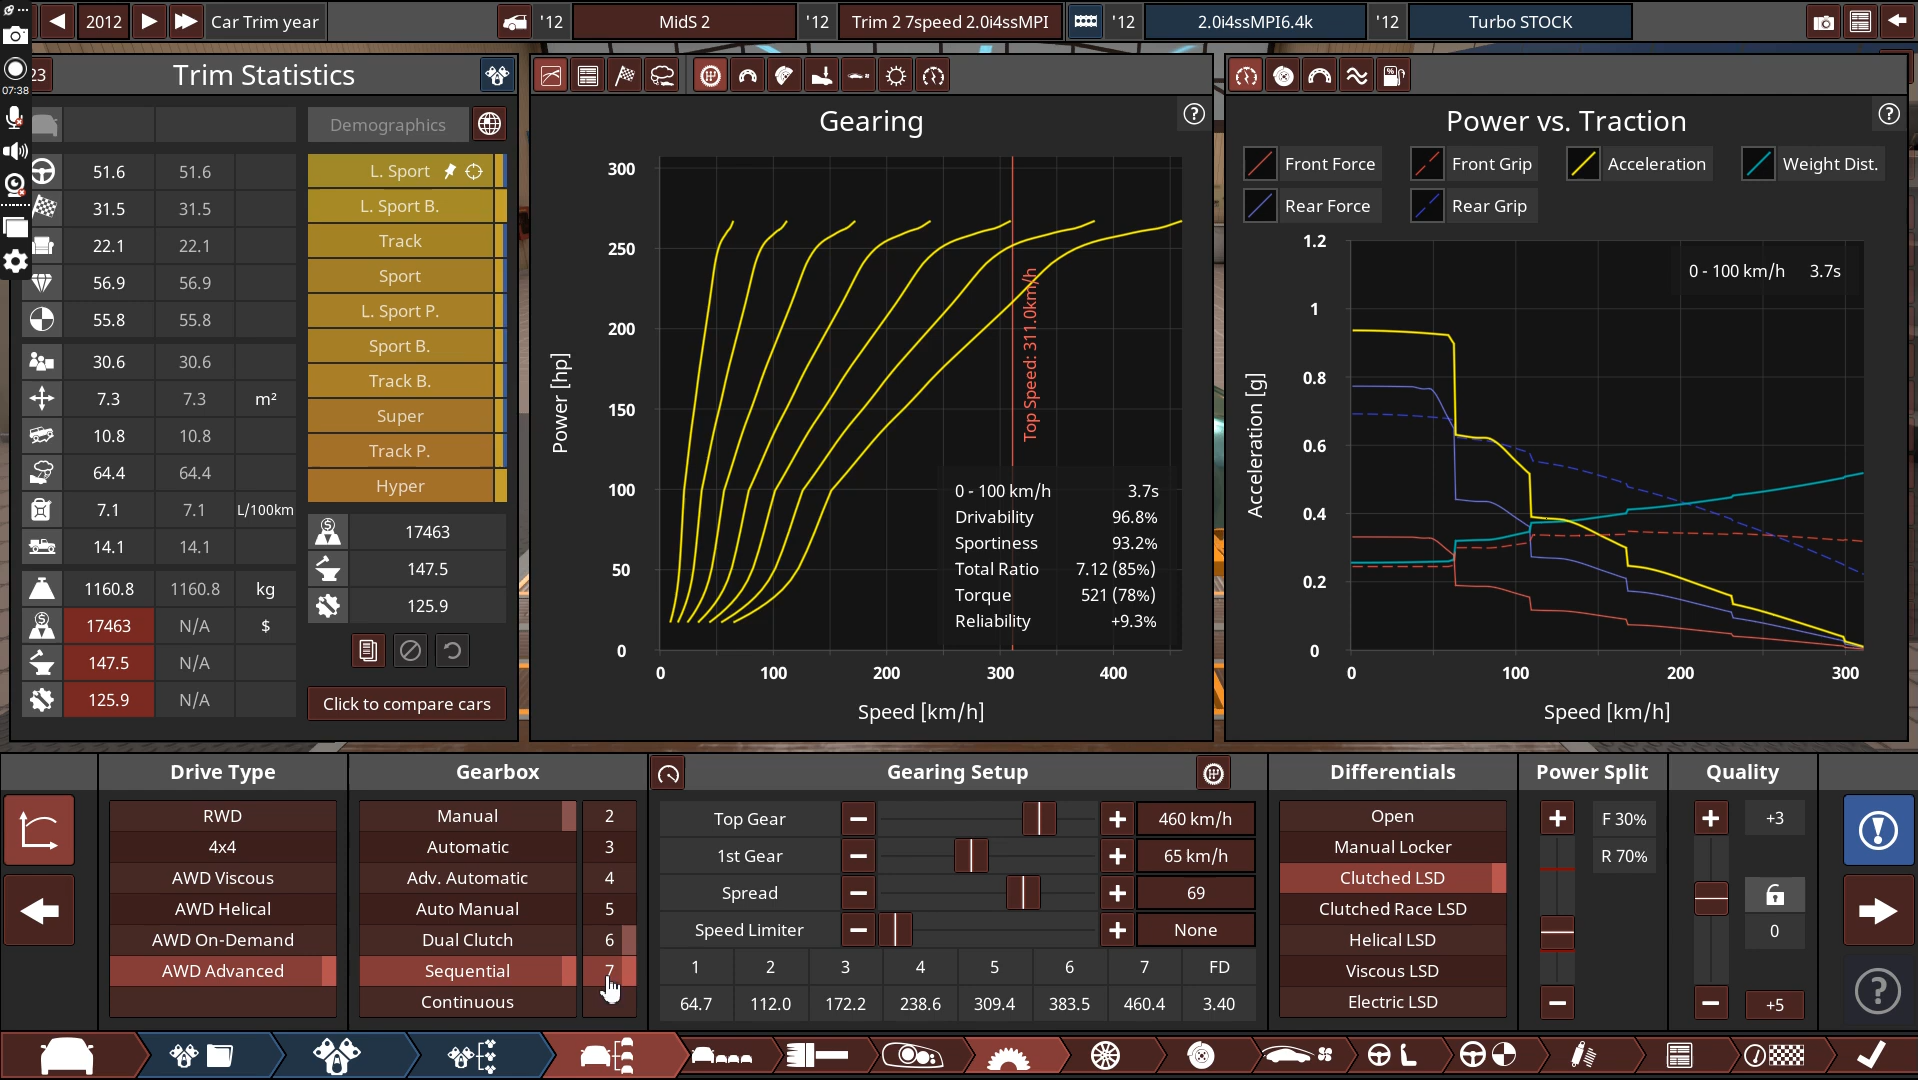 2012
Car Trim year
'12
MidS 2
'12
Trim 2 7speed 2.0i4ssMPI
'12
2.0i4ssMPI6.4k
'12
Turbo STOCK
07:38
23
Trim Statistics
Demographics
51.6 51.6
31.5 31.5
22.1 22.1
56.9 56.9
55.8 55.8
30.6 30.6
7.3 7.3 m²
10.8 10.8
64.4 64.4
7.1 7.1 L/100km
14.1 14.1
1160.8 1160.8 kg
17463 N/A $
147.5 N/A
125.9 N/A
L. Sport
L. Sport B.
Track
Sport
L. Sport P.
Sport B.
Track B.
Super
Track P.
Hyper
17463
147.5
125.9
Click to compare cars
Gearing
?
300
250
200
150
100
50
0
Power [hp]
0 100 200 300 400
Speed [km/h]
Top Speed: 311.0km/h
0 - 100 km/h 3.7s
Drivability 96.8%
Sportiness 93.2%
Total Ratio 7.12 (85%)
Torque 521 (78%)
Reliability +9.3%
Power vs. Traction
?
Front Force
Front Grip
Acceleration
Weight Dist.
Rear Force
Rear Grip
1.2
1
0.8
0.6
0.4
0.2
0
Acceleration [g]
0 - 100 km/h 3.7s
0 100 200 300
Speed [km/h]
Drive Type
RWD
4x4
AWD Viscous
AWD Helical
AWD On-Demand
AWD Advanced
Gearbox
Manual
Automatic
Adv. Automatic
Auto Manual
Dual Clutch
Sequential
Continuous
2
3
4
5
6
7
Gearing Setup
Top Gear 460 km/h
1st Gear 65 km/h
Spread 69
Speed Limiter None
1 2 3 4 5 6 7 FD
64.7 112.0 172.2 238.6 309.4 383.5 460.4 3.40
Differentials
Open
Manual Locker
Clutched LSD
Clutched Race LSD
Helical LSD
Viscous LSD
Electric LSD
Power Split
F 30%
R 70%
Quality
+3
0
+5
?